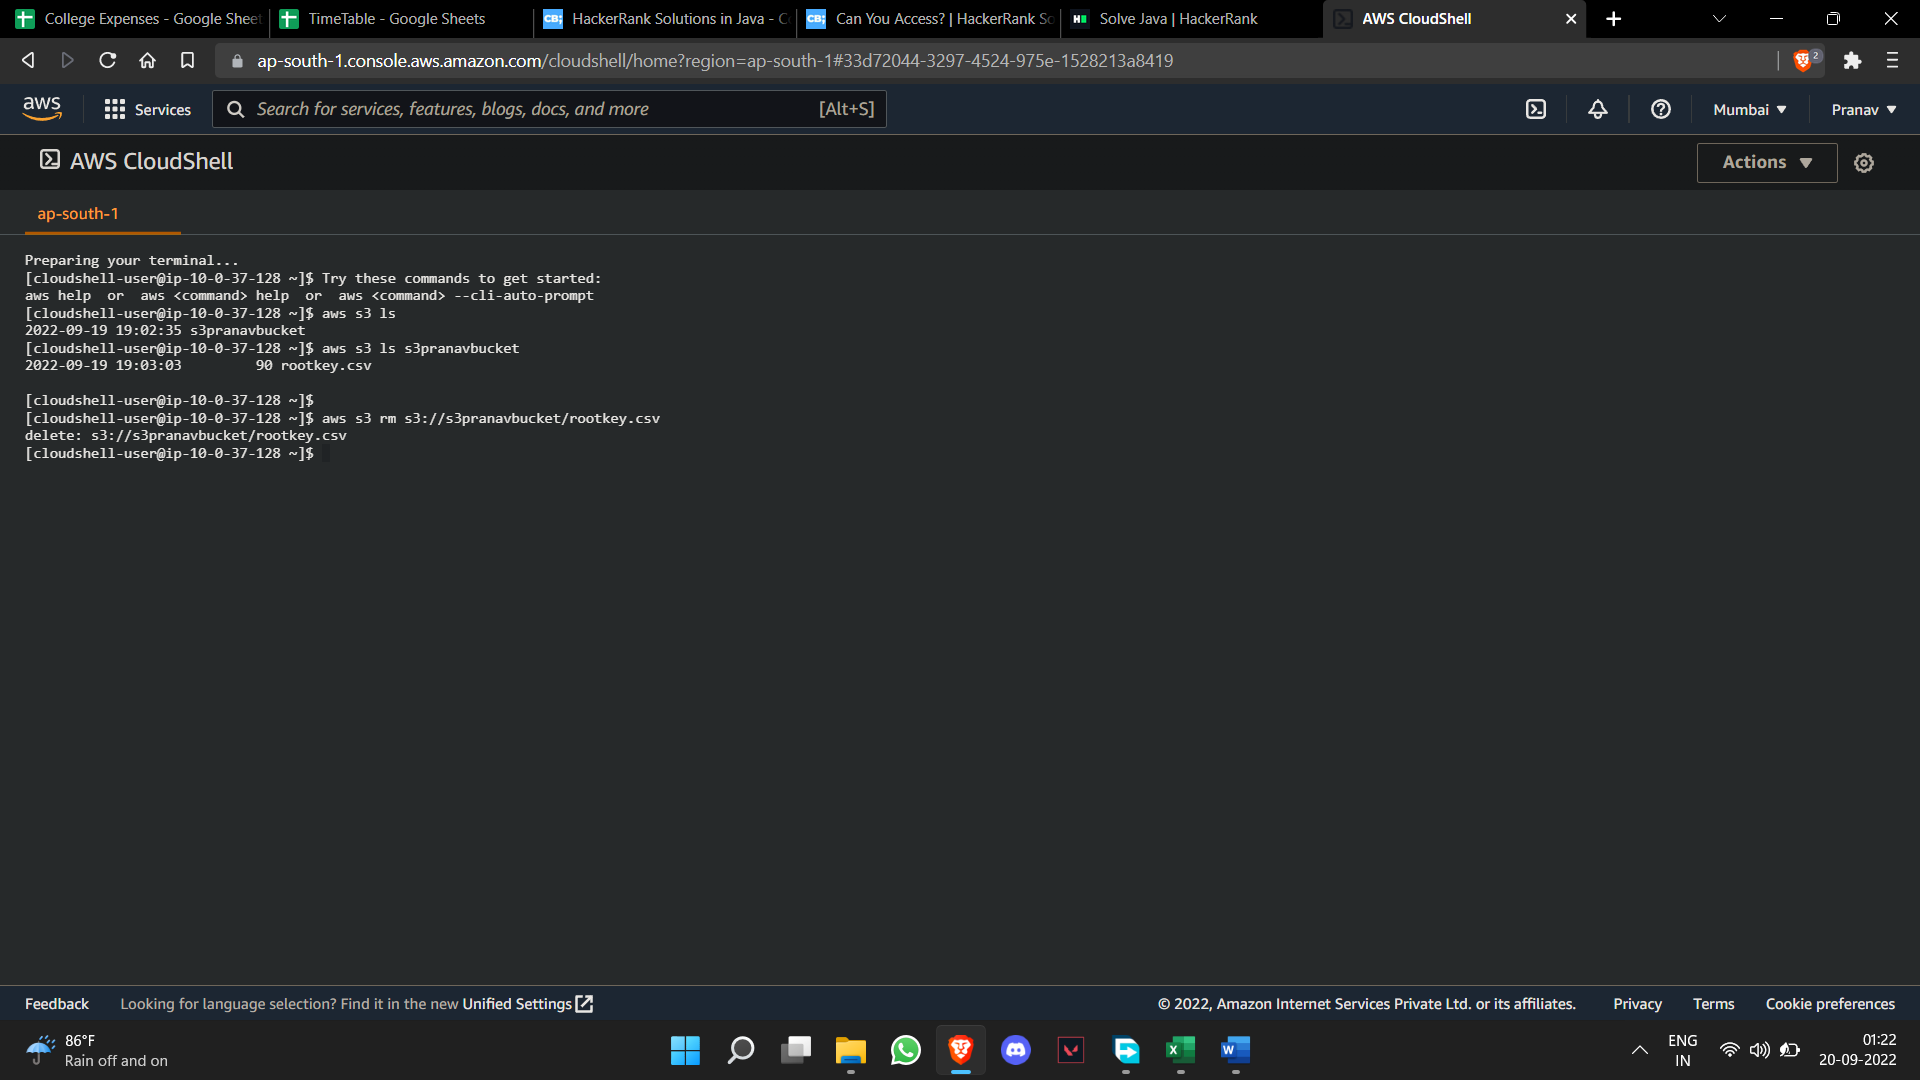 College Expenses - Google Sheet
TimeTable - Google Sheets
CB; HackerRank Solutions in Java - C
CB; Can You Access? | HackerRank So
H Solve Java | HackerRank
AWS CloudShell
ap-south-1.console.aws.amazon.com/cloudshell/home?region=ap-south-1#33d72044-3297-4524-975e-1528213a8419
2
aws
Services
Search for services, features, blogs, docs, and more [Alt+S]
Mumbai ▼
Pranav ▼
AWS CloudShell
Actions ▼
ap-south-1
Preparing your terminal...
[cloudshell-user@ip-10-0-37-128 ~]$ Try these commands to get started:
aws help  or  aws <command> help  or  aws <command> --cli-auto-prompt
[cloudshell-user@ip-10-0-37-128 ~]$ aws s3 ls
2022-09-19 19:02:35 s3pranavbucket
[cloudshell-user@ip-10-0-37-128 ~]$ aws s3 ls s3pranavbucket
2022-09-19 19:03:03         90 rootkey.csv
[cloudshell-user@ip-10-0-37-128 ~]$
[cloudshell-user@ip-10-0-37-128 ~]$ aws s3 rm s3://s3pranavbucket/rootkey.csv
delete: s3://s3pranavbucket/rootkey.csv
[cloudshell-user@ip-10-0-37-128 ~]$
Feedback
Looking for language selection? Find it in the new Unified Settings
© 2022, Amazon Internet Services Private Ltd. or its affiliates.
Privacy
Terms
Cookie preferences
86°F
Rain off and on
X
W
ENG
IN
01:22
20-09-2022